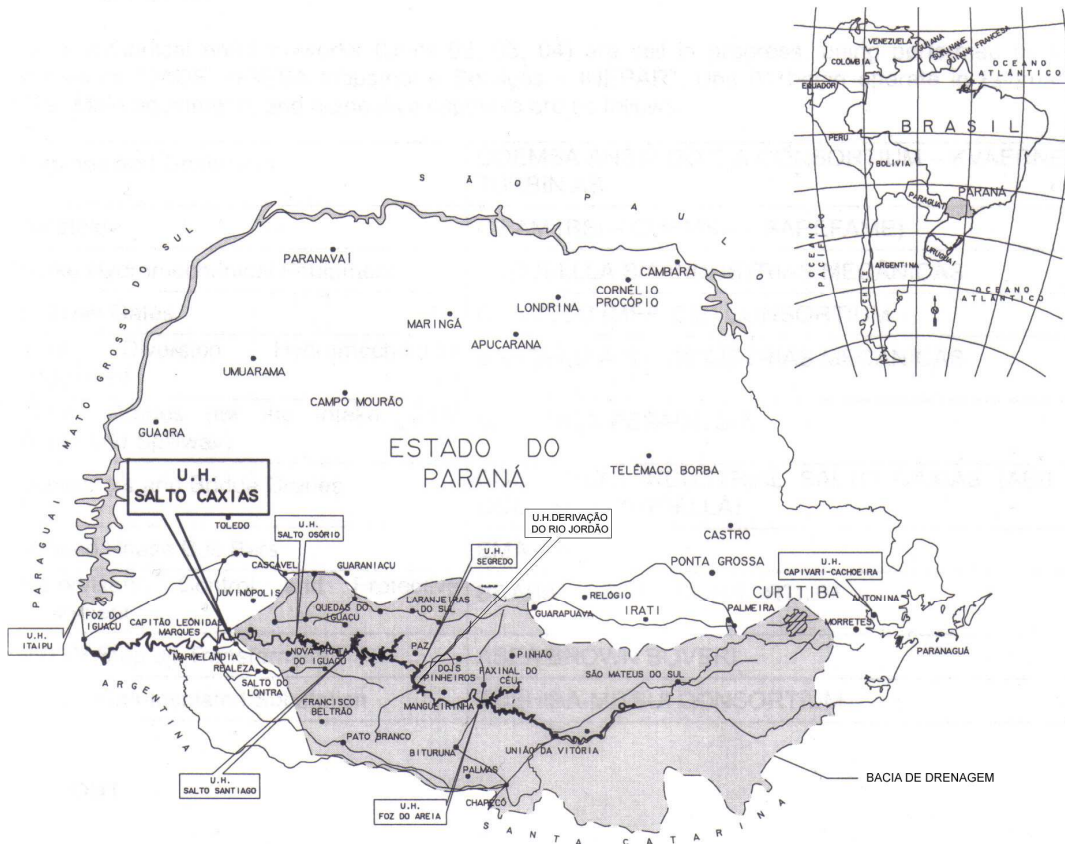 VENEZUELA
GUYANA
SURINAME
GUYANA FRANCESA
COLÔMBIA
OCEANO
ATLÂNTICO
EQUADOR
BRASIL
PERU
BOLÍVIA
PARANÁ
PARAGUAI
OCEANO
PACÍFICO
URUGUAI
ARGENTINA
CHILE
OCEANO
ATLÂNTICO
N
SÃO PAULO
MATO GROSSO DO SUL
PARANAVAÍ
CAMBARÁ
CORNÉLIO
PROCÓPIO
LONDRINA
MARINGÁ
APUCARANA
UMUARAMA
CAMPO MOURÃO
ESTADO DO
PARANÁ
TELÊMACO BORBA
U.H.
SALTO CAXIAS
PARAGUAI
TOLEDO
U.H.
SALTO OSÓRIO
U.H.DERIVAÇÃO
DO RIO JORDÃO
U.H.
SEGREDO
CASTRO
PONTA GROSSA
U.H.
CAPIVARI-CACHOEIRA
CASCAVEL
GUARANIAÇU
JUVINÓPOLIS
QUEDAS DO
IGUAÇU
LARANJEIRAS
DO SUL
GUARAPUAVA
RELÓGIO
IRATI
PALMEIRA
CURITIBA
ANTONINA
MORRETES
PARANAGUÁ
FOZ DO
IGUAÇU
CAPITÃO LEÔNIDAS
MARQUES
U.H.
ITAIPU
MARMELÂNDIA
REALEZA
SALTO DO
LONTRA
NOVA PRATA
DO IGUAÇU
PAZ
DOIS
PINHEIROS
PINHÃO
FAXINAL DO
CÉU
SÃO MATEUS DO SUL
ARGENTINA
FRANCISCO
BELTRÃO
MANGUEIRINHA
PATO BRANCO
BITURUNA
UNIÃO DA VITÓRIA
PALMAS
CHAPECÓ
U.H.
SALTO SANTIAGO
U.H.
FOZ DO AREIA
BACIA DE DRENAGEM
SANTA CATARINA